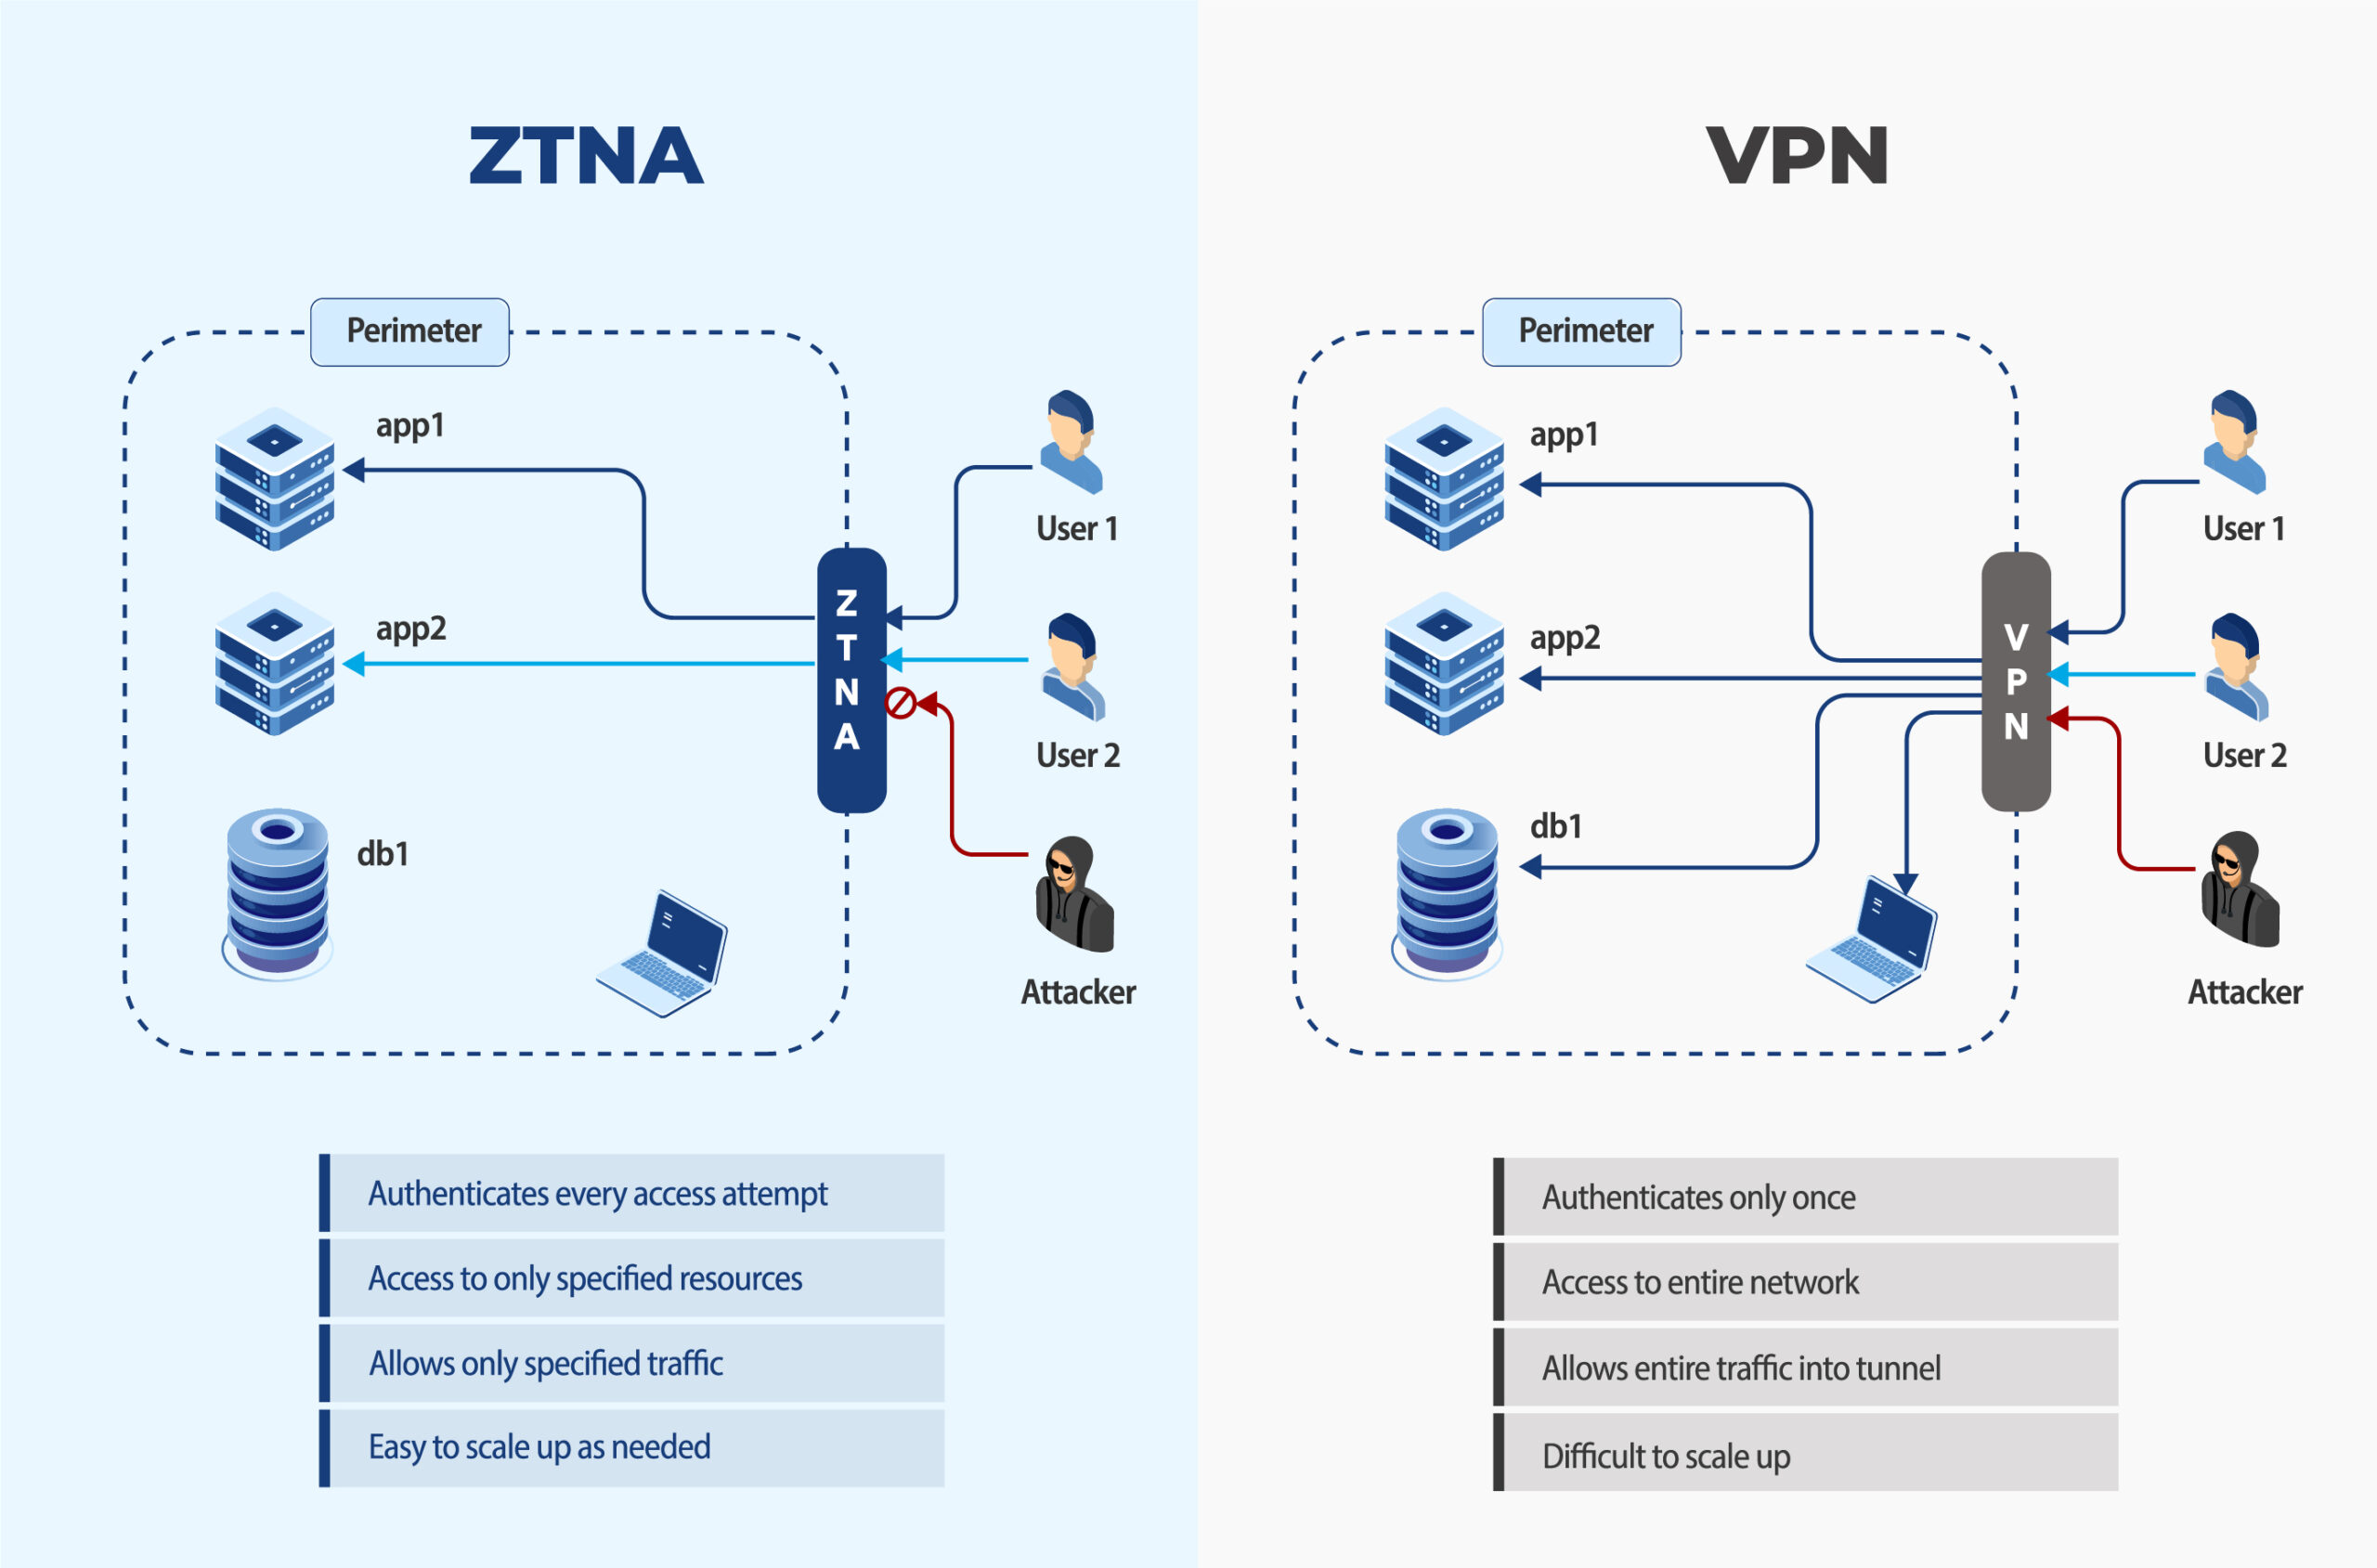 ZTNA
Perimeter
app1
app2
db1
ZTNA
User 1
User 2
Attacker
Authenticates every access attempt
Access to only specified resources
Allows only specified traffic
Easy to scale up as needed
VPN
Perimeter
app1
app2
db1
VPN
User 1
User 2
Attacker
Authenticates only once
Access to entire network
Allows entire traffic into tunnel
Difficult to scale up